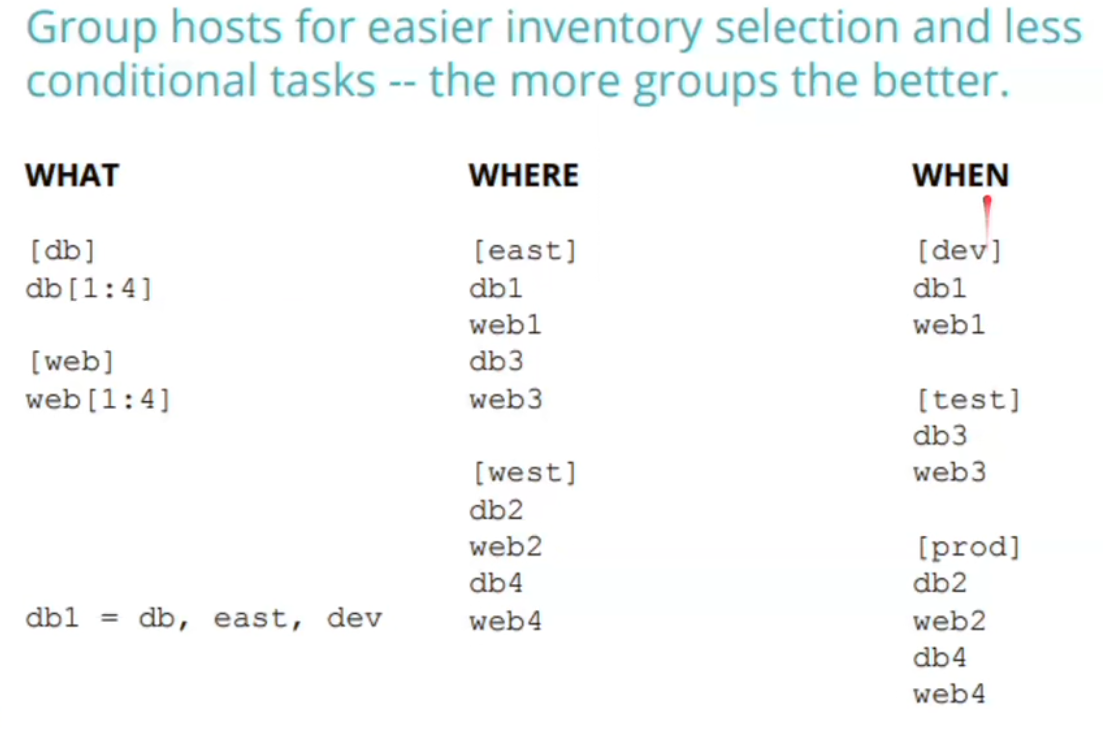 Group hosts for easier inventory selection and less
conditional tasks -- the more groups the better.
WHAT
[db]
db[1:4]
[web]
web[1:4]
db1 = db, east, dev
WHERE
[east]
db1
web1
db3
web3
[west]
db2
web2
db4
web4
WHEN
[dev]
db1
web1
[test]
db3
web3
[prod]
db2
web2
db4
web4